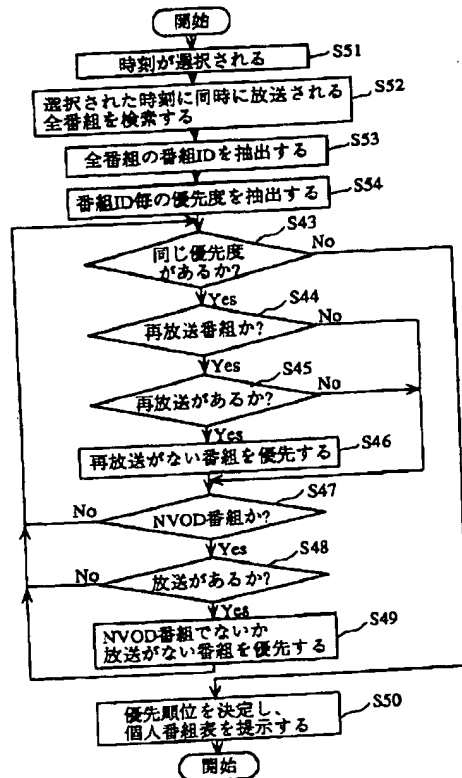 開始
時刻が選択される
S51
選択された時刻に同時に放送される
全番組を検索する
S52
全番組の番組IDを抽出する
S53
番組ID毎の優先度を抽出する
S54
同じ優先度
があるか?
S43
No
Yes
再放送番組か?
S44
No
Yes
再放送があるか?
S45
No
Yes
再放送がない番組を優先する
S46
NVOD番組か?
S47
No
Yes
放送があるか?
S48
No
Yes
NVOD番組でないか
放送がない番組を優先する
S49
優先順位を決定し、
個人番組表を提示する
S50
開始